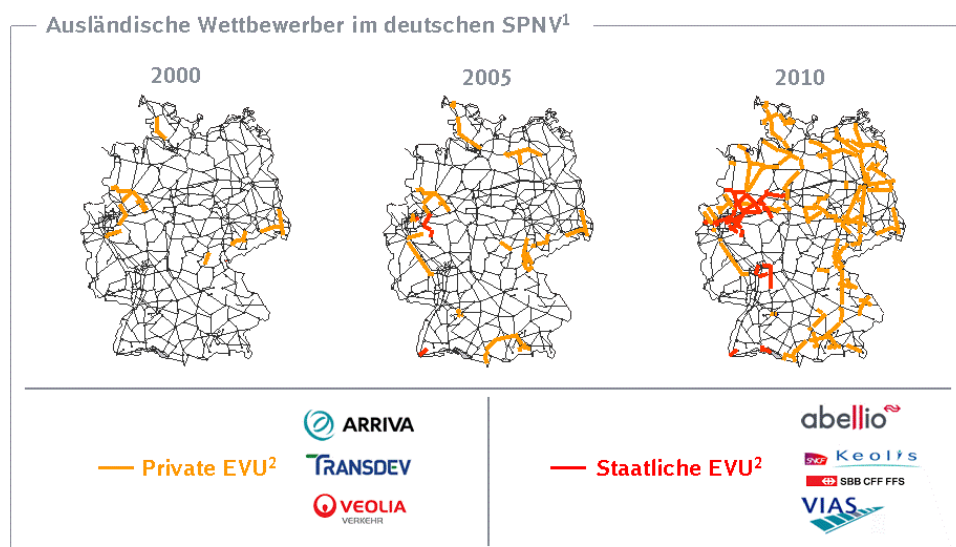 Ausländische Wettbewerber im deutschen SPNV¹
2000
2005
2010
Private EVU²
ARRIVA
TRANSDEV
VEOLIA
VERKEHR
Staatliche EVU²
abellio
SNCF Keolis
SBB CFF FFS
VIAS